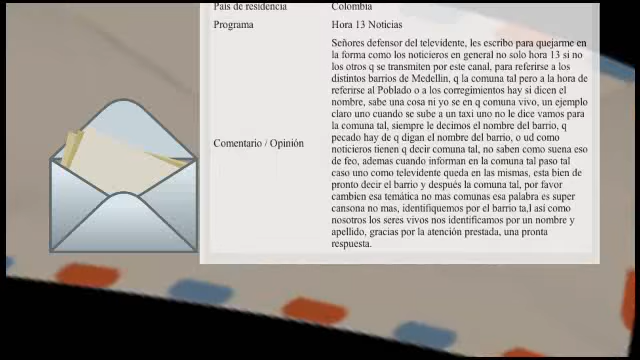 País de residencia Colombia
Programa Hora 13 Noticias
Comentario / Opinión
Señores defensor del televidente, les escribo para quejarme en
la forma como los noticieros en general no solo hora 13 si no
los otros q se transmiten por este canal, para referirse a los
distintos barrios de Medellin, q la comuna tal pero a la hora de
referirse al Poblado o a los corregimientos hay si dicen el
nombre, sabe una cosa ni yo se en q comuna vivo, un ejemplo
claro uno cuando se sube a un taxi uno no le dice vamos para
la comuna tal, siempre le decimos el nombre del barrio, q
pecado hay de q digan el nombre del barrio, o ud como
noticieros tienen q decir comuna tal, no saben como suena eso
de feo, ademas cuando informan en la comuna tal paso tal
caso uno como televidente queda en las mismas, esta bien de
pronto decir el barrio y después la comuna tal, por favor
cambien esa temática no mas comunas esa palabra es super
cansona no mas, identifiquemos por el barrio ta,l así como
nosotros los seres vivos nos identificamos por un nombre y
apellido, gracias por la atención prestada, una pronta
respuesta.